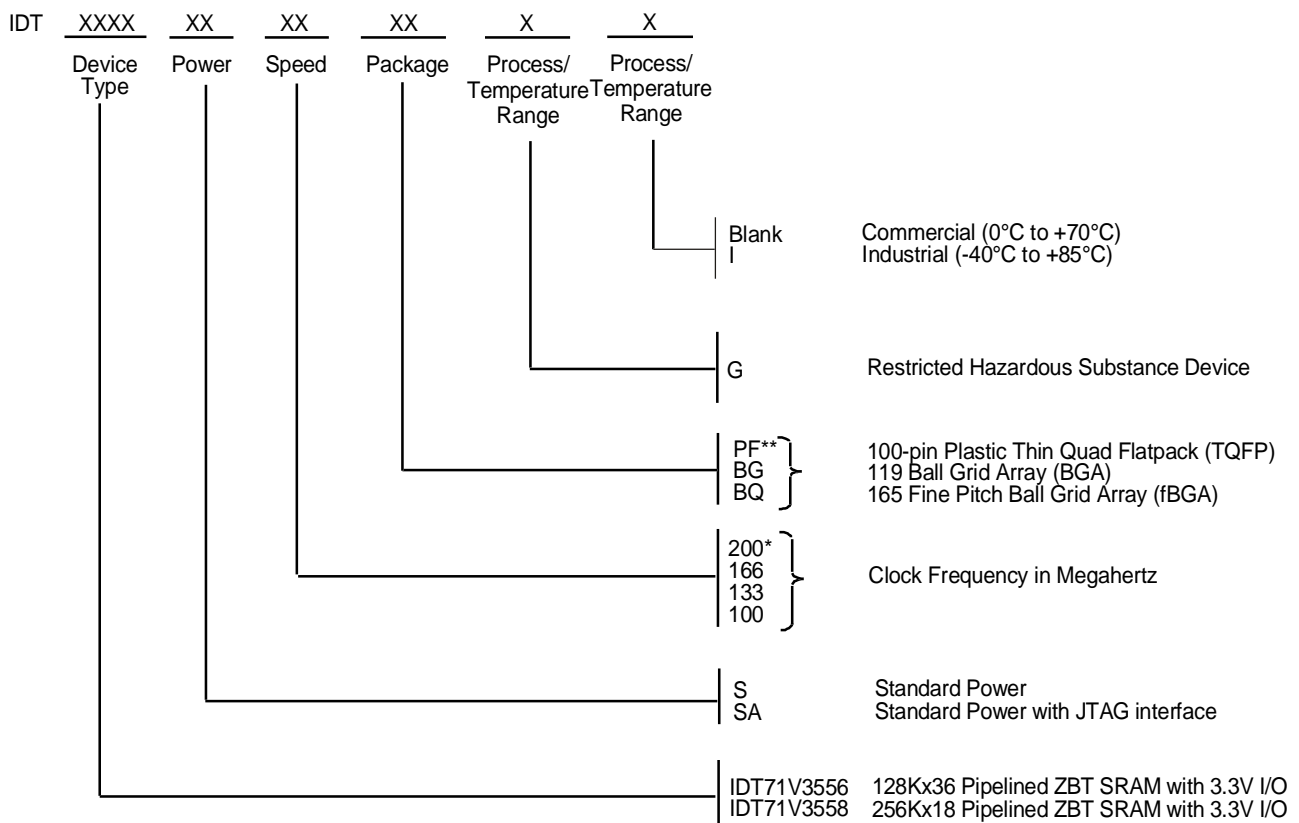 IDT XXXX XX XX XX X X
Device Type Power Speed Package Process/ Temperature Range Process/ Temperature Range
Blank Commercial (0°C to +70°C)
I Industrial (-40°C to +85°C)
G Restricted Hazardous Substance Device
PF** 100-pin Plastic Thin Quad Flatpack (TQFP)
BG 119 Ball Grid Array (BGA)
BQ 165 Fine Pitch Ball Grid Array (fBGA)
200*
166
133
100
Clock Frequency in Megahertz
S Standard Power
SA Standard Power with JTAG interface
IDT71V3556 128Kx36 Pipelined ZBT SRAM with 3.3V I/O
IDT71V3558 256Kx18 Pipelined ZBT SRAM with 3.3V I/O